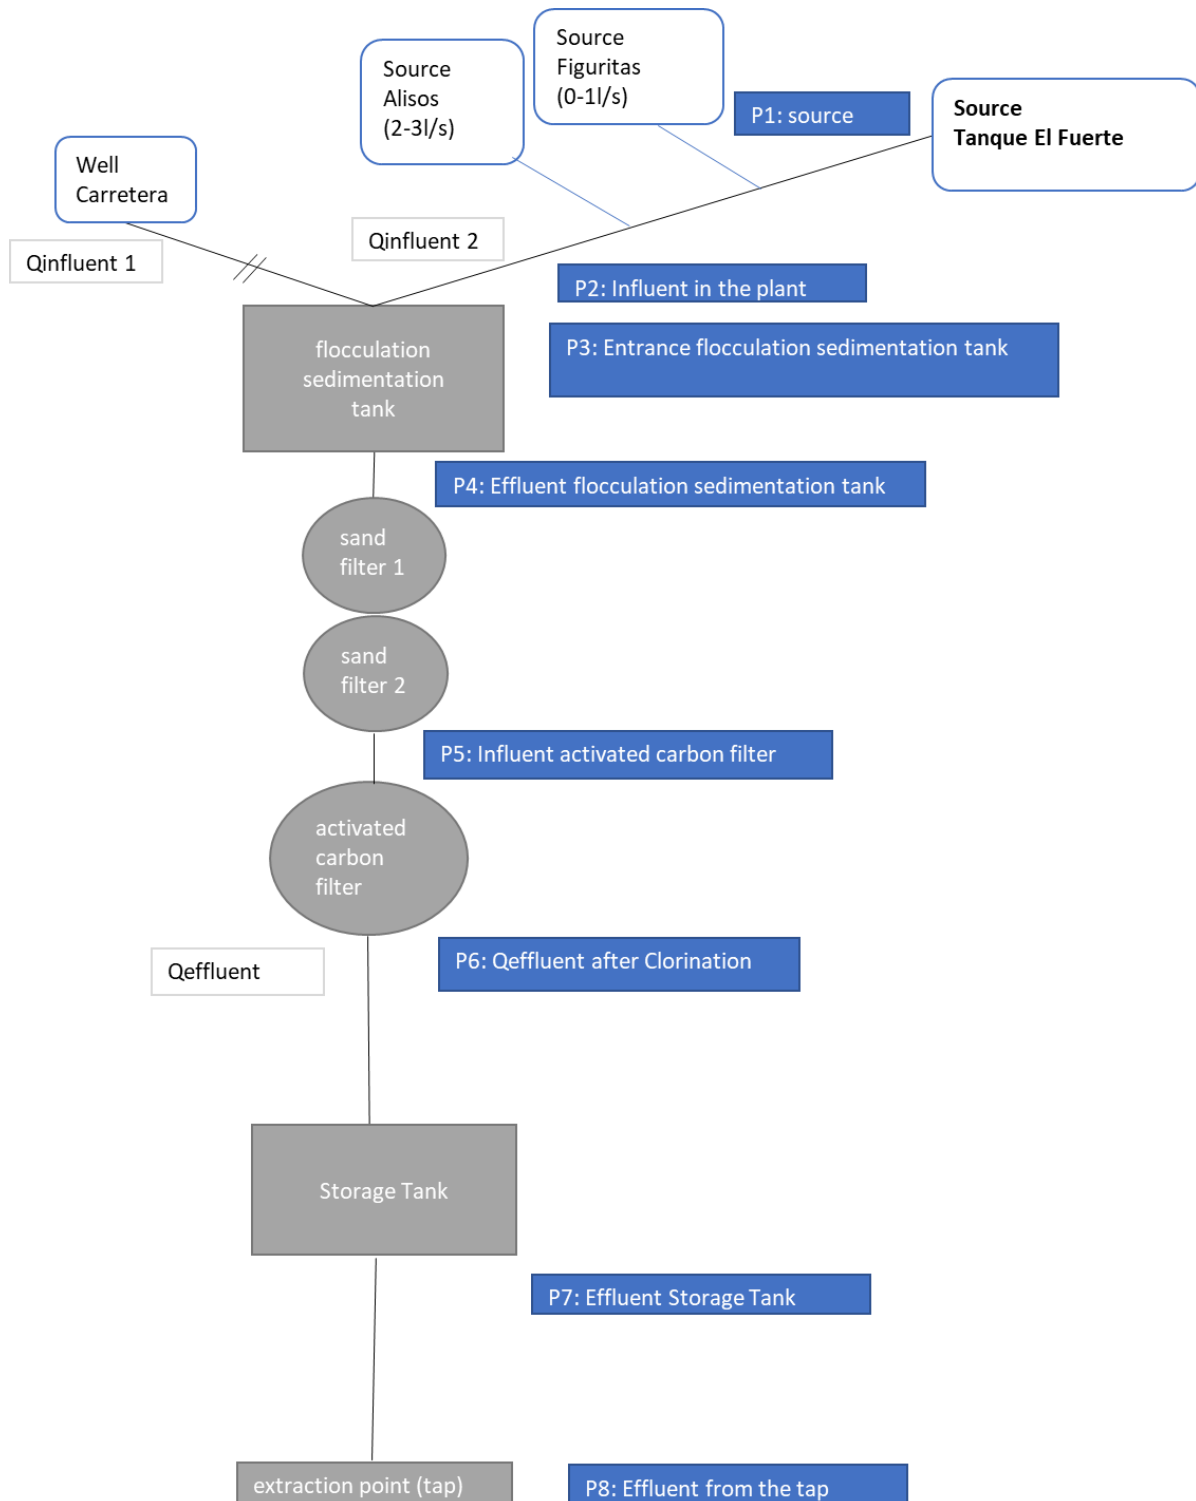 Source
Figuritas
(0-1l/s)
Source
Alisos
(2-3l/s)
P1: source
Source
Tanque El Fuerte
Well
Carretera
Qinfluent 1
Qinfluent 2
P2: Influent in the plant
flocculation
sedimentation
tank
P3: Entrance flocculation sedimentation tank
P4: Effluent flocculation sedimentation tank
sand
filter 1
sand
filter 2
P5: Influent activated carbon filter
activated
carbon
filter
Qeffluent
P6: Qeffluent after Clorination
Storage Tank
P7: Effluent Storage Tank
extraction point (tap)
P8: Effluent from the tap